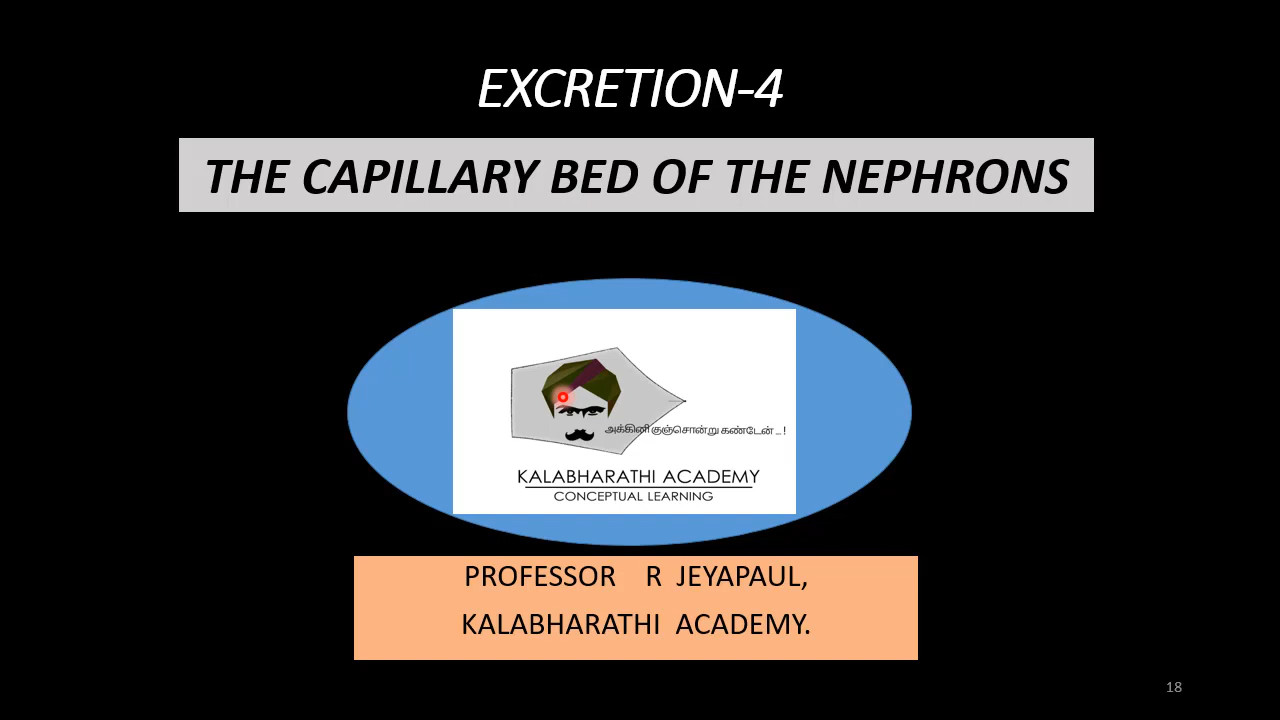 EXCRETION-4
THE CAPILLARY BED OF THE NEPHRONS
அக்கினி குஞ்சொன்று கண்டேன் ...!
KALABHARATHI ACADEMY
CONCEPTUAL LEARNING
PROFESSOR R JEYAPAUL,
KALABHARATHI ACADEMY.
18